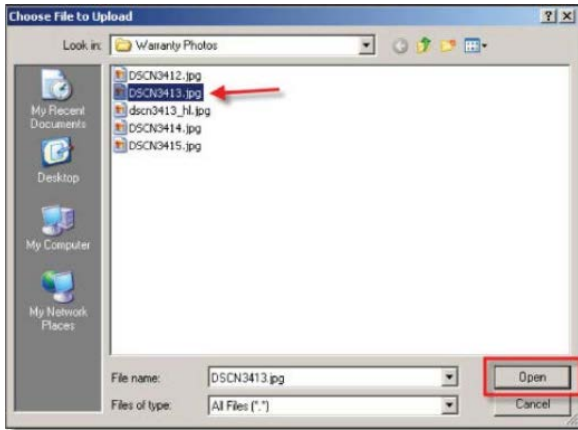 Choose File to Upload
Look in:
Warranty Photos
My Recent
Documents
Desktop
My Computer
My Network
Places
DSCN3412.jpg
DSCN3413.jpg
dscn3413_hl.jpg
DSCN3414.jpg
DSCN3415.jpg
File name:
DSCN3413.jpg
Open
Files of type:
All Files (*.*)
Cancel